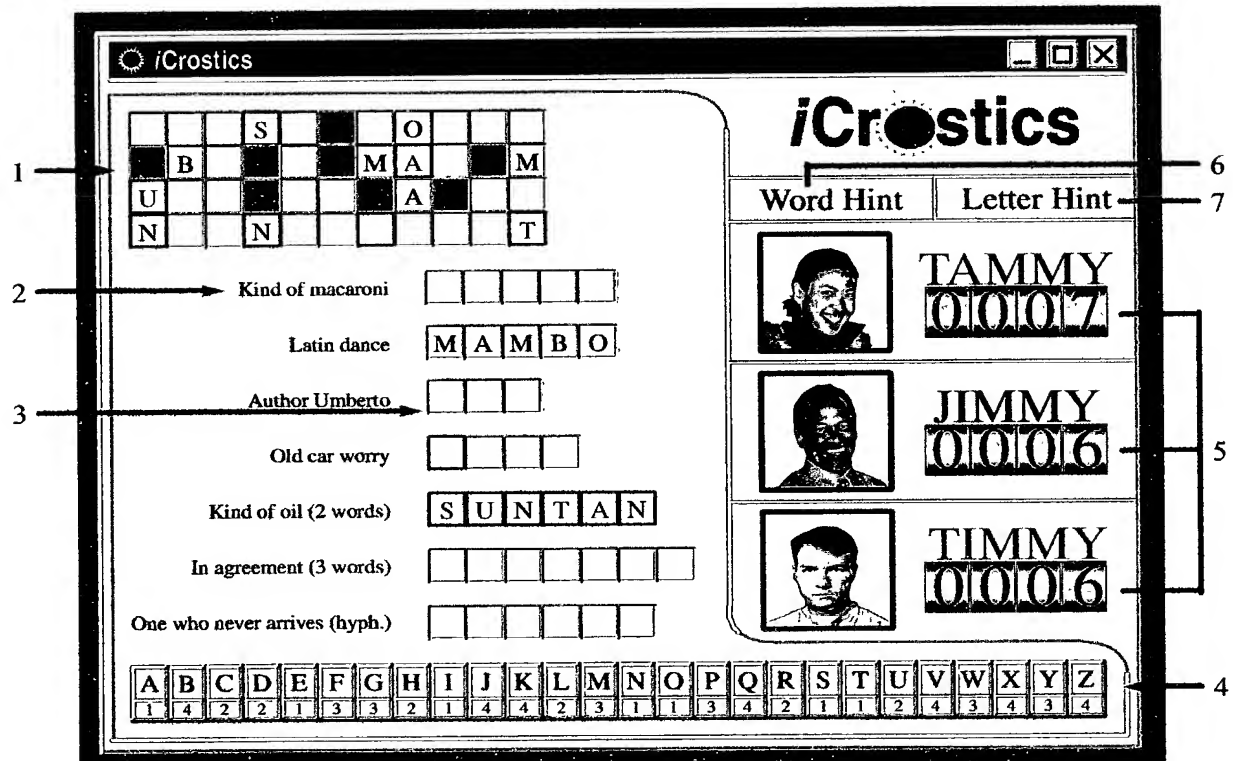 iCrostics
iCrostics
S O
B M A M
U A
N N T
Word Hint Letter Hint
TAMMY
0007
JIMMY
0006
TIMMY
0006
Kind of macaroni
Latin dance M A M B O
Author Umberto
Old car worry
Kind of oil (2 words) S U N T A N
In agreement (3 words)
One who never arrives (hyph.)
A B C D E F G H I J K L M N O P Q R S T U V W X Y Z
1 4 2 2 1 3 3 2 1 4 4 2 3 1 1 3 4 2 1 1 2 4 3 4 3 4
1
2
3
6
7
5
4